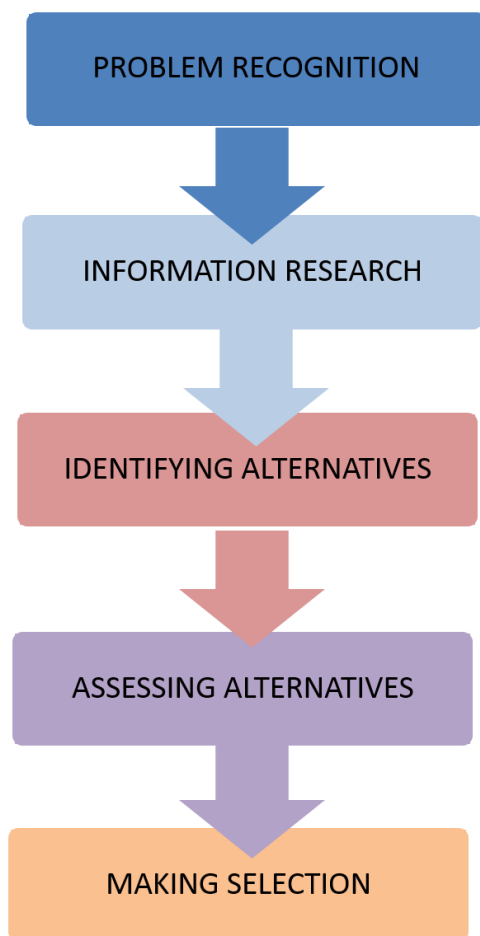 PROBLEM RECOGNITION
INFORMATION RESEARCH
IDENTIFYING ALTERNATIVES
ASSESSING ALTERNATIVES
MAKING SELECTION